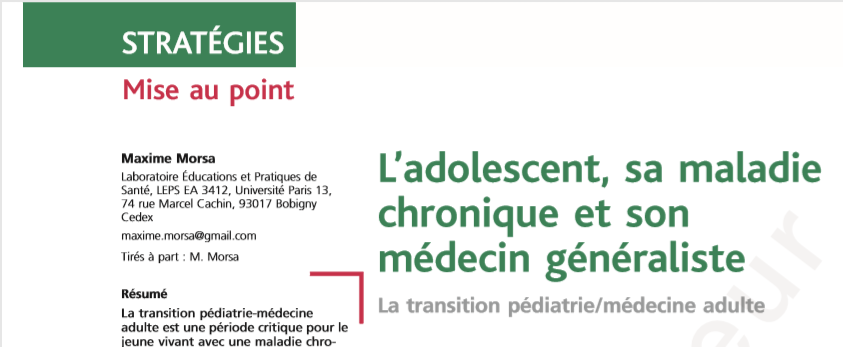 STRATÉGIES
Mise au point
Maxime Morsa
Laboratoire Éducations et Pratiques de
Santé, LEPS EA 3412, Université Paris 13,
74 rue Marcel Cachin, 93017 Bobigny
Cedex
maxime.morsa@gmail.com
Tirés à part : M. Morsa
Résumé
La transition pédiatrie-médecine
adulte est une période critique pour le
jeune vivant avec une maladie chro-
L’adolescent, sa maladie
chronique et son
médecin généraliste
La transition pédiatrie/médecine adulte
eur